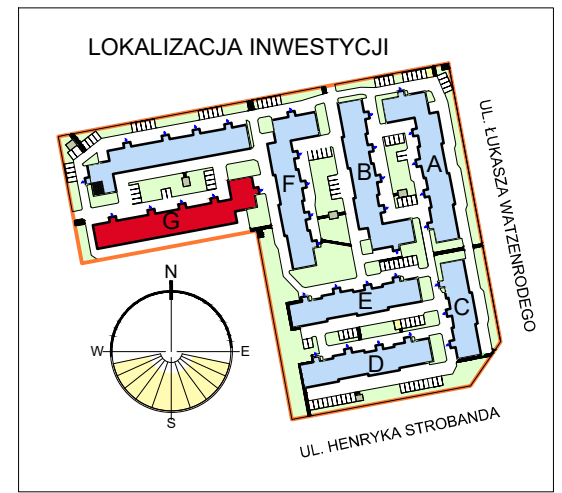 LOKALIZACJA INWESTYCJI
UL. ŁUKASZA WATZENRODEGO
A
B
F
G
C
E
D
N
W
E
S
UL. HENRYKA STROBANDA